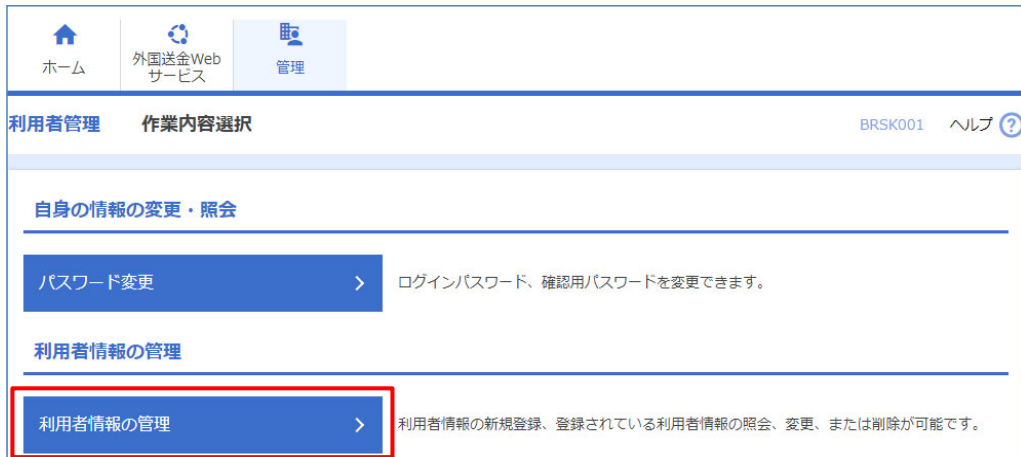 ホーム
外国送金Web
サービス
管理
利用者管理 作業内容選択 BRSK001 ヘルプ ?
自身の情報の変更・照会
パスワード変更 ログインパスワード、確認用パスワードを変更できます。
利用者情報の管理
利用者情報の管理 利用者情報の新規登録、登録されている利用者情報の照会、変更、または削除が可能です。